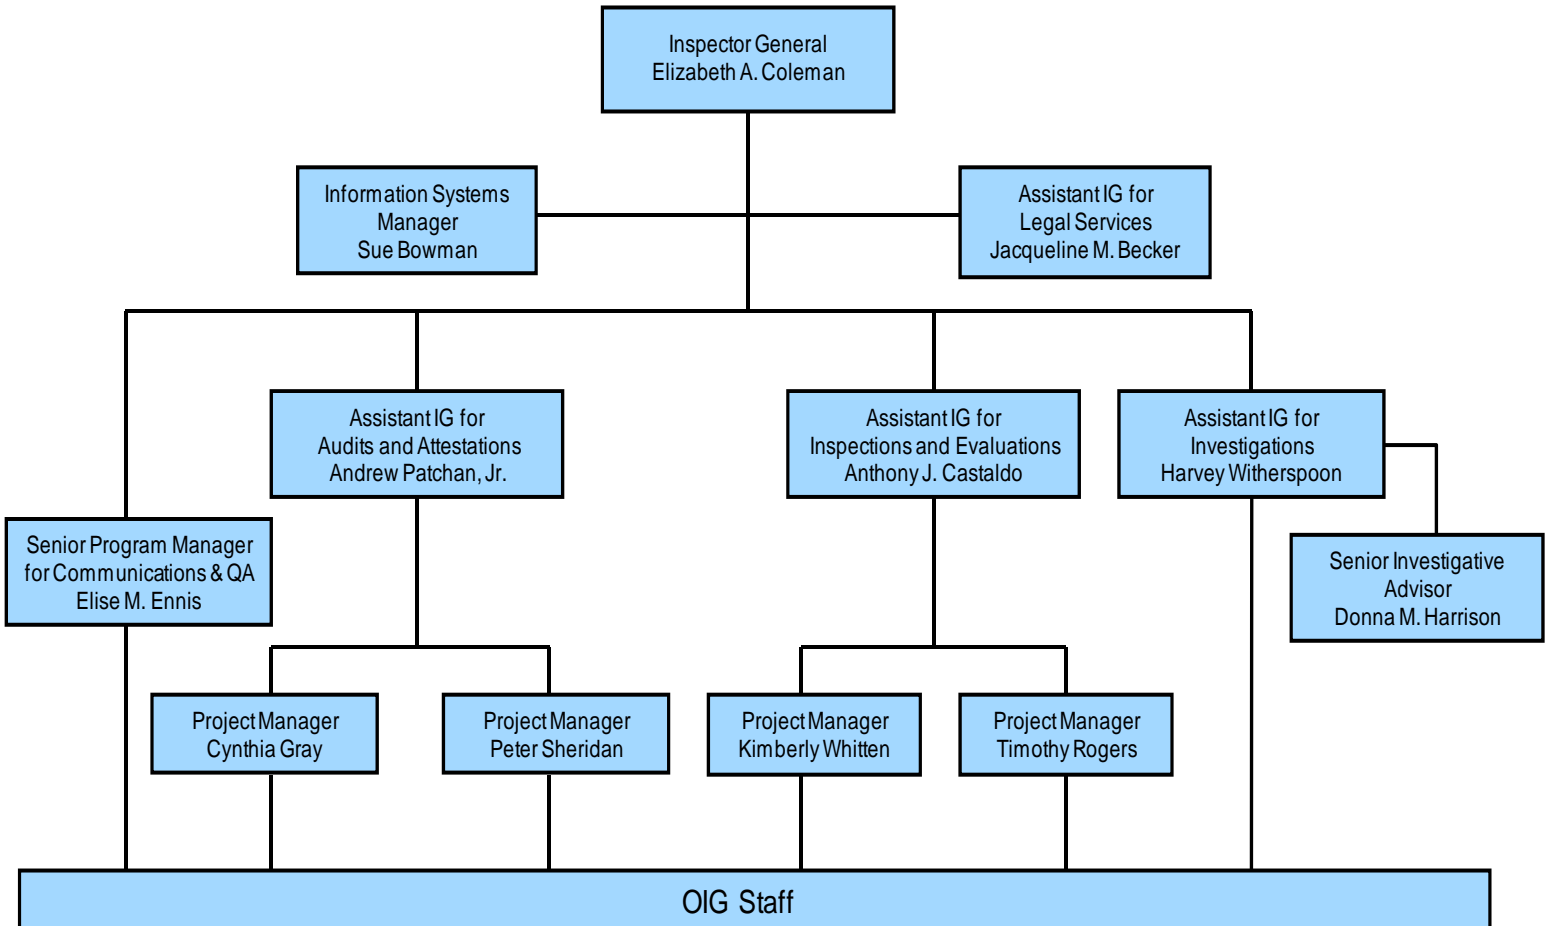 Inspector General
Elizabeth A. Coleman
Information Systems
Manager
Sue Bowman
Assistant IG for
Legal Services
Jacqueline M. Becker
Assistant IG for
Audits and Attestations
Andrew Patchan, Jr.
Assistant IG for
Inspections and Evaluations
Anthony J. Castaldo
Assistant IG for
Investigations
Harvey Witherspoon
Senior Program Manager
for Communications & QA
Elise M. Ennis
Senior Investigative
Advisor
Donna M. Harrison
Project Manager
Cynthia Gray
Project Manager
Peter Sheridan
Project Manager
Kimberly Whitten
Project Manager
Timothy Rogers
OIG Staff